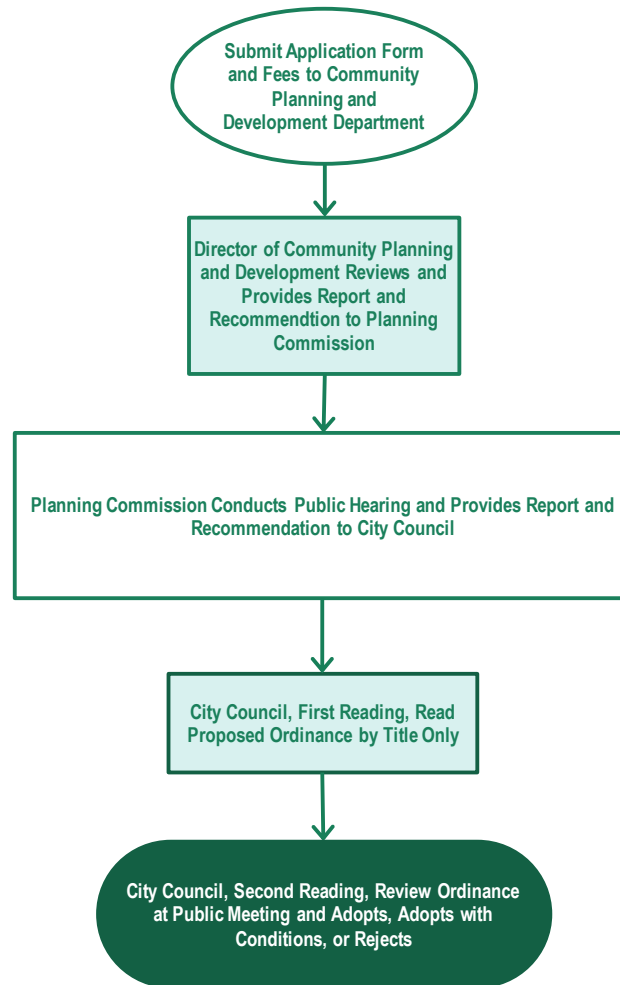 Submit Application Form
and Fees to Community
Planning and
Development Department
Director of Community Planning
and Development Reviews and
Provides Report and
Recommendtion to Planning
Commission
Planning Commission Conducts Public Hearing and Provides Report and
Recommendation to City Council
City Council, First Reading, Read
Proposed Ordinance by Title Only
City Council, Second Reading, Review Ordinance
at Public Meeting and Adopts, Adopts with
Conditions, or Rejects